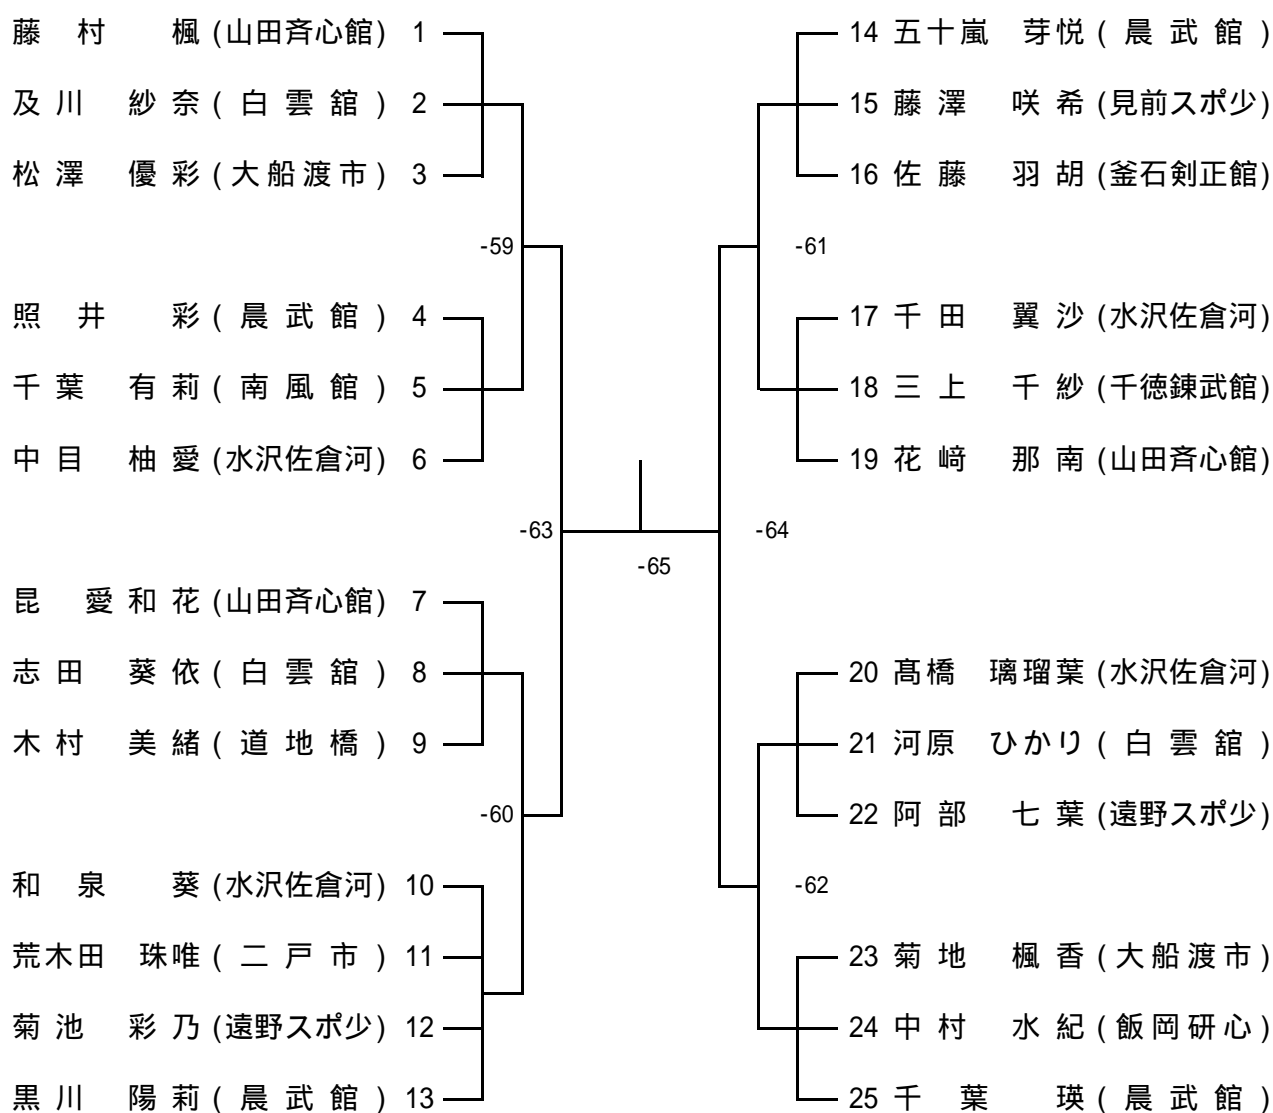 藤村 楓 (山田斉心館) 1
及川 紗奈 (白雲舘) 2
松澤 優彩 (大船渡市) 3
-59
照井 彩 (晨武館) 4
千葉 有莉 (南風館) 5
中目 柚愛 (水沢佐倉河) 6
-63
昆 愛和花 (山田斉心館) 7
志田 葵依 (白雲舘) 8
木村 美緒 (道地橋) 9
-60
和泉 葵 (水沢佐倉河) 10
荒木田 珠唯 (二戸市) 11
菊池 彩乃 (遠野スポ少) 12
黒川 陽莉 (晨武館) 13
-65
14 五十嵐 芽悦 (晨武館)
15 藤澤 咲希 (見前スポ少)
16 佐藤 羽胡 (釜石剣正館)
-61
17 千田 翼沙 (水沢佐倉河)
18 三上 千紗 (千徳錬武館)
19 花﨑 那南 (山田斉心館)
-64
20 髙橋 璃瑠葉 (水沢佐倉河)
21 河原 ひかり (白雲舘)
22 阿部 七葉 (遠野スポ少)
-62
23 菊地 楓香 (大船渡市)
24 中村 水紀 (飯岡研心)
25 千葉 瑛 (晨武館)